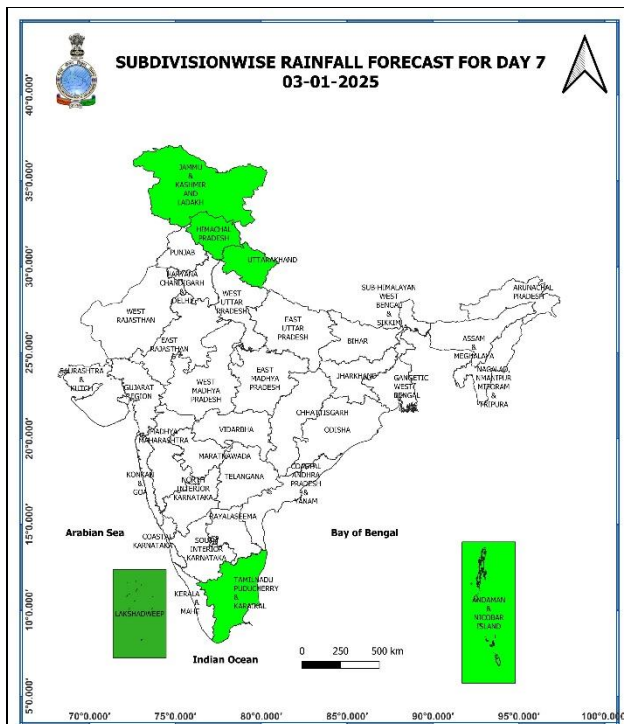 SUBDIVISIONWISE RAINFALL FORECAST FOR DAY 7
03-01-2025
40°0.000'
35°0.000'
30°0.000'
25°0.000'
20°0.000'
15°0.000'
10°0.000'
5°0.000'
JAMMU
&
KASHMIR
AND
LADAKH
HIMACHAL
PRADESH
UTTARAKHAND
PUNJAB
HARYANA
CHANDIGARH
&
DELHI
WEST
UTTAR
PRADESH
WEST
RAJASTHAN
EAST
RAJASTHAN
EAST
UTTAR
PRADESH
SUB-HIMALAYAN
WEST
BENGAL
&
SIKKIM
ARUNACHAL
PRADESH
BIHAR
ASSAM
&
MEGHALAYA
SAURASHTRA
&
KUTCH
GUJARAT
REGION
WEST
MADHYA
PRADESH
EAST
MADHYA
PRADESH
JHARKHAND
GANGETIC
WEST
BENGAL
NAGALAND
MANIPUR
MIZORAM
&
TRIPURA
CHHATTISGARH
ODISHA
MADHYA
MAHARASHTRA
VIDARBHA
MARATHAWADA
KONKAN
&
GOA
NORTH
INTERIOR
KARNATAKA
TELANGANA
COASTAL
ANDHRA
PRADESH
&
YANAM
RAYALASEEMA
Arabian Sea
COASTAL
KARNATAKA
SOUTH
INTERIOR
KARNATAKA
Bay of Bengal
LAKSHADWEEP
KERALA
&
MAHE
TAMILNADU
PUDUCHERRY
&
KARAIKAL
ANDAMAN
&
NICOBAR
ISLAND
Indian Ocean
0 250 500 km
70°0.000' 75°0.000' 80°0.000' 85°0.000' 90°0.000' 95°0.000' 100°0.0